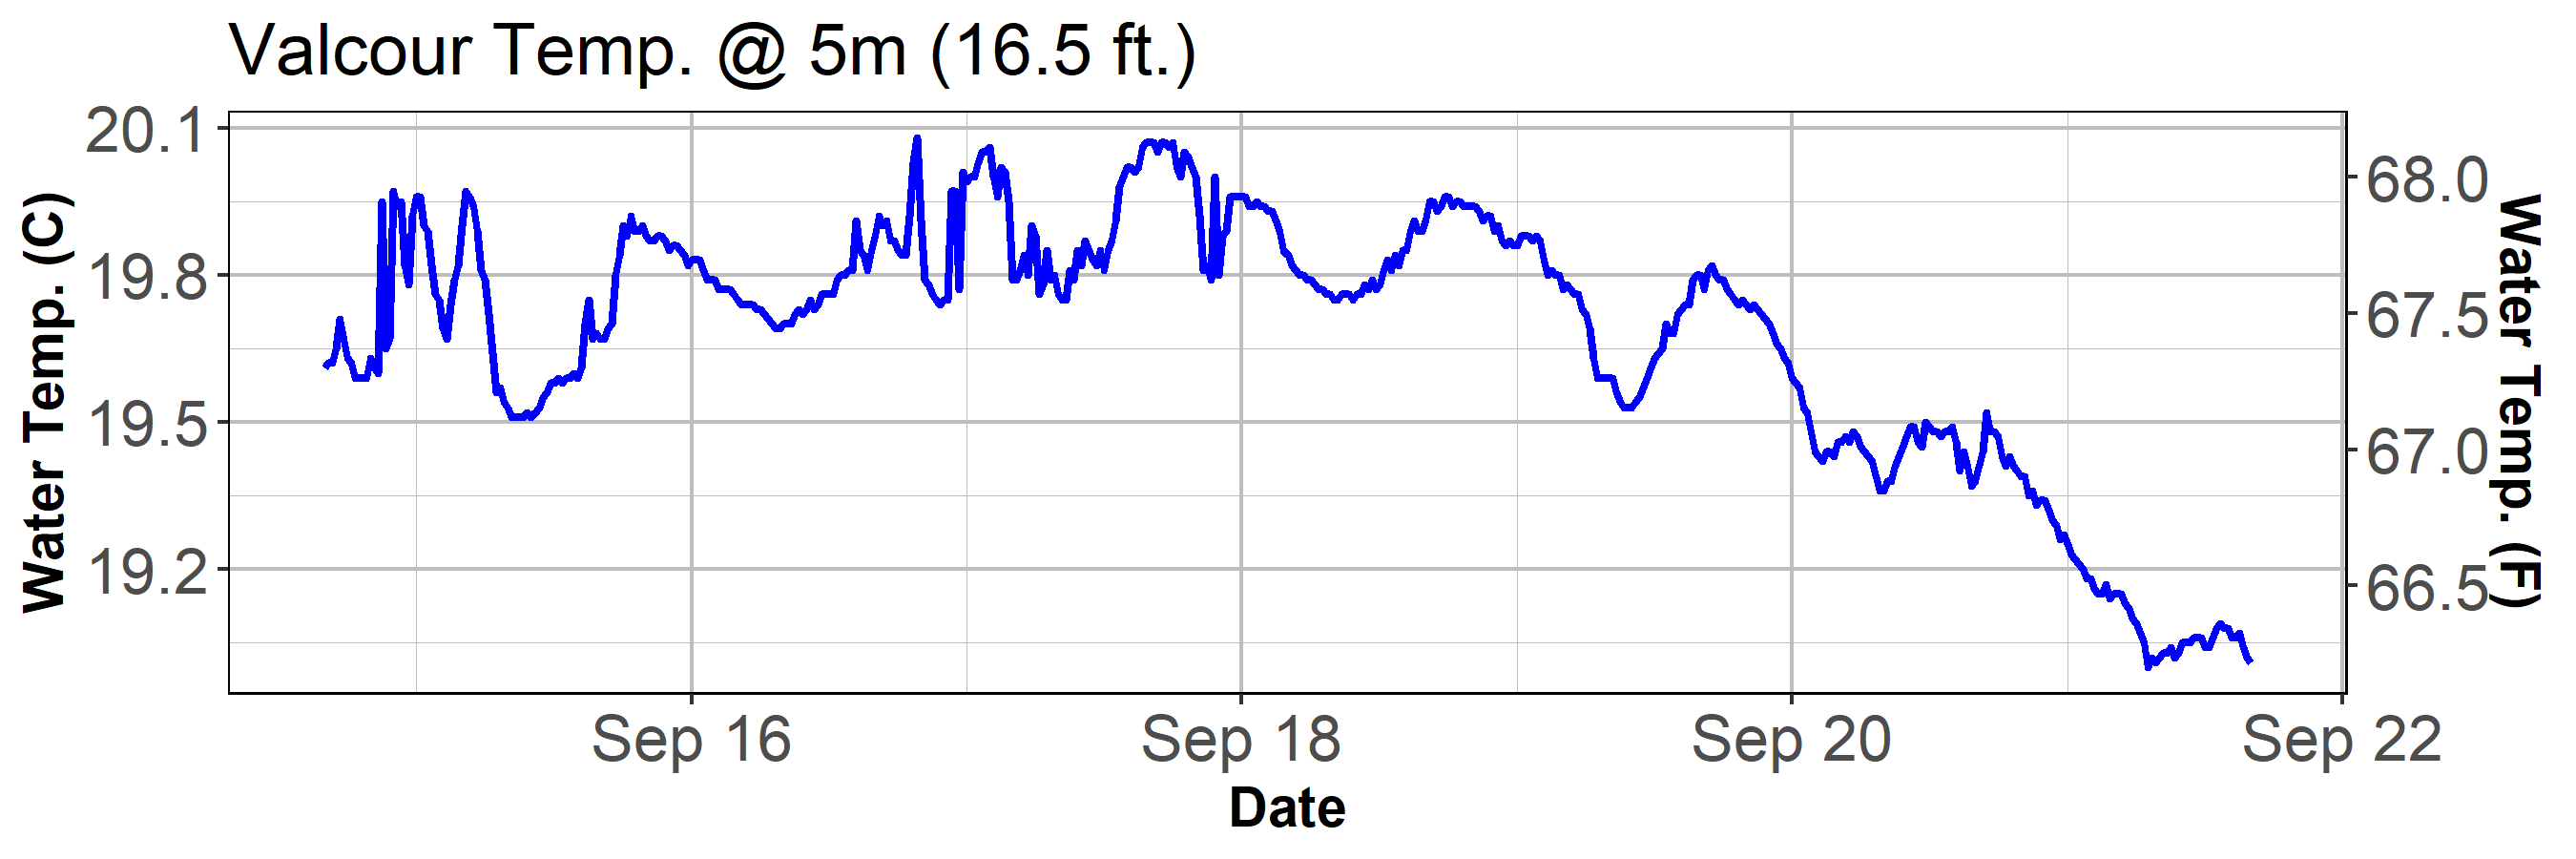 Valcour Temp. @ 5m (16.5 ft.)
Water Temp. (C)
20.1
19.8
19.5
19.2
68.0
67.5
67.0
66.5
Water Temp. (F)
Sep 16
Sep 18
Sep 20
Sep 22
Date